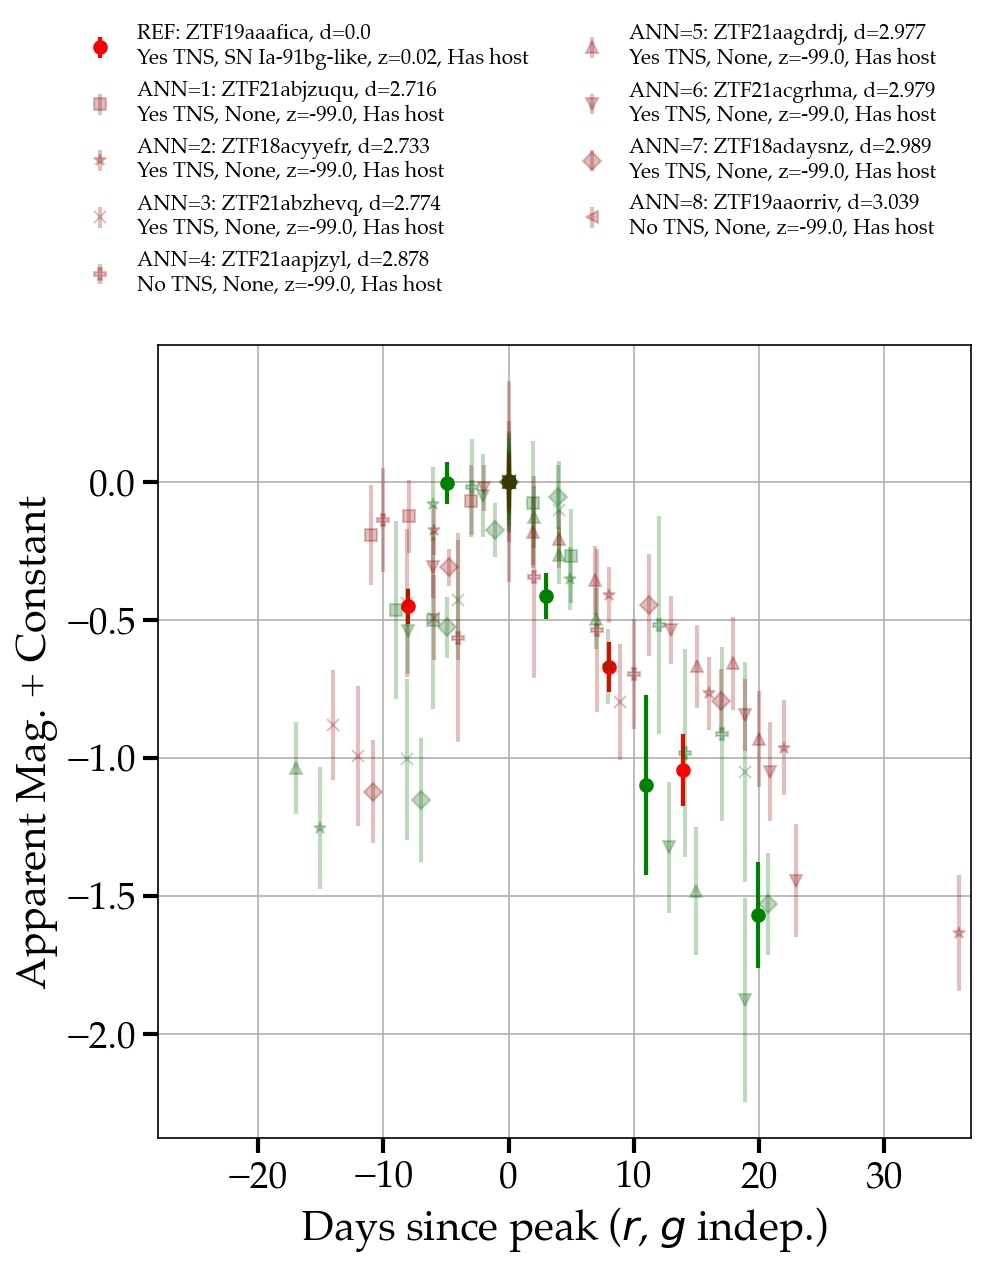 REF: ZTF19aaafica, d=0.0
Yes TNS, SN Ia-91bg-like, z=0.02, Has host
ANN=1: ZTF21abjzuqu, d=2.716
Yes TNS, None, z=-99.0, Has host
ANN=2: ZTF18acyyefr, d=2.733
Yes TNS, None, z=-99.0, Has host
ANN=3: ZTF21abzhevq, d=2.774
Yes TNS, None, z=-99.0, Has host
ANN=4: ZTF21aapjzyl, d=2.878
No TNS, None, z=-99.0, Has host
ANN=5: ZTF21aagdrdj, d=2.977
Yes TNS, None, z=-99.0, Has host
ANN=6: ZTF21acgrhma, d=2.979
Yes TNS, None, z=-99.0, Has host
ANN=7: ZTF18adaysnz, d=2.989
Yes TNS, None, z=-99.0, Has host
ANN=8: ZTF19aaorriv, d=3.039
No TNS, None, z=-99.0, Has host
Apparent Mag. + Constant
0.0
−0.5
−1.0
−1.5
−2.0
−20 −10 0 10 20 30
Days since peak (r, g indep.)